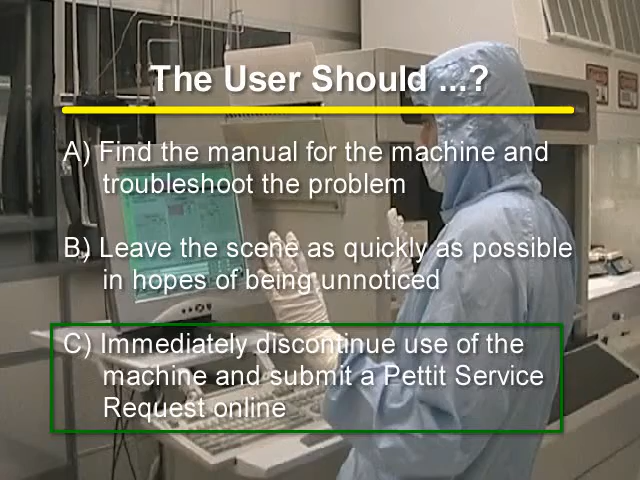 The User Should ...?
A) Find the manual for the machine and
troubleshoot the problem
B) Leave the scene as quickly as possible
in hopes of being unnoticed
C) Immediately discontinue use of the
machine and submit a Pettit Service
Request online